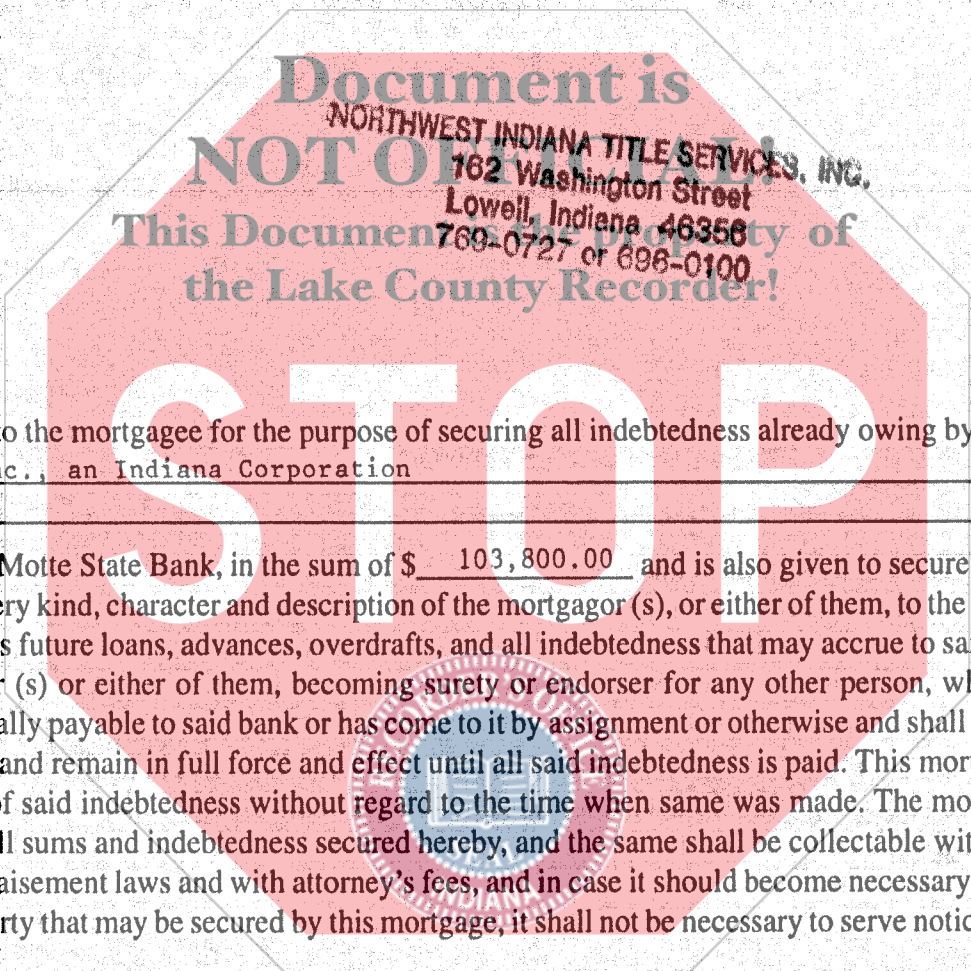 Document is
NORTHWEST INDIANA TITLE SERVICES, INC.
NOT OFFICIAL!
162 Washington Street
Lowell, Indiana 46356
This Document is the property of
769-0727 or 696-0100
the Lake County Recorder!
STOP
o the mortgagee for the purpose of securing all indebtedness already owing by
nc., an Indiana Corporation
Motte State Bank, in the sum of $ 103,800.00 and is also given to secure
ery kind, character and description of the mortgagor (s), or either of them, to the
s future loans, advances, overdrafts, and all indebtedness that may accrue to sa
r (s) or either of them, becoming surety or endorser for any other person, wh
ally payable to said bank or has come to it by assignment or otherwise and shall
and remain in full force and effect until all said indebtedness is paid. This mor
of said indebtedness without regard to the time when same was made. The mo
ll sums and indebtedness secured hereby, and the same shall be collectable wit
aisement laws and with attorney's fees, and in case it should become necessary
rty that may be secured by this mortgage, it shall not be necessary to serve notic
RECORDER'S OFFICE
INDIANA